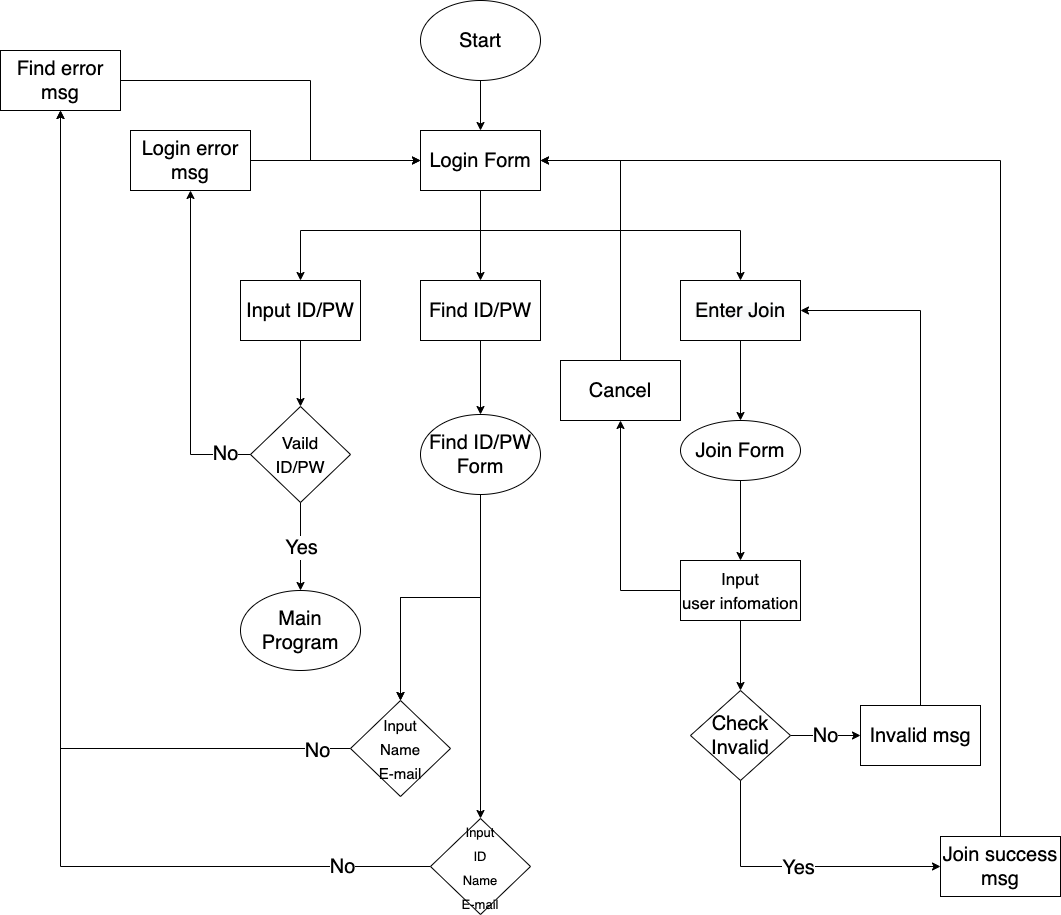 Start
Find error
msg
Login error
msg
Login Form
Input ID/PW
Find ID/PW
Enter Join
Cancel
Vaild
ID/PW
No
Find ID/PW
Form
Join Form
Yes
Main
Program
Input
user infomation
Input
Name
E-mail
No
Check
Invalid
No
Invalid msg
Input
ID
Name
E-mail
No
Yes
Join success
msg